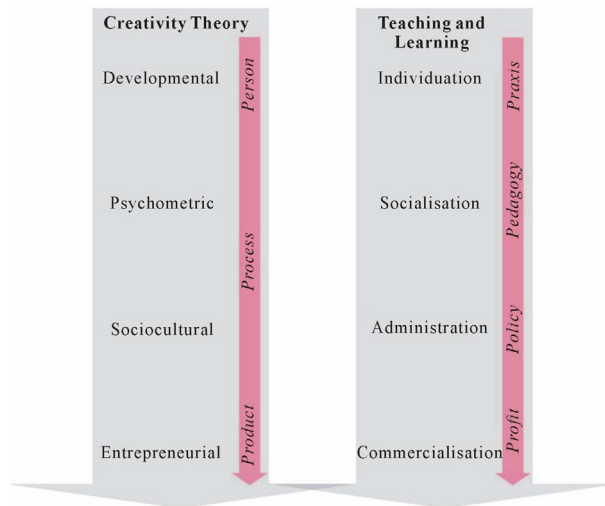 Creativity Theory
Developmental
Psychometric
Sociocultural
Entrepreneurial
Person
Process
Product
Teaching and
Learning
Individuation
Socialisation
Administration
Commercialisation
Praxis
Pedagogy
Policy
Profit